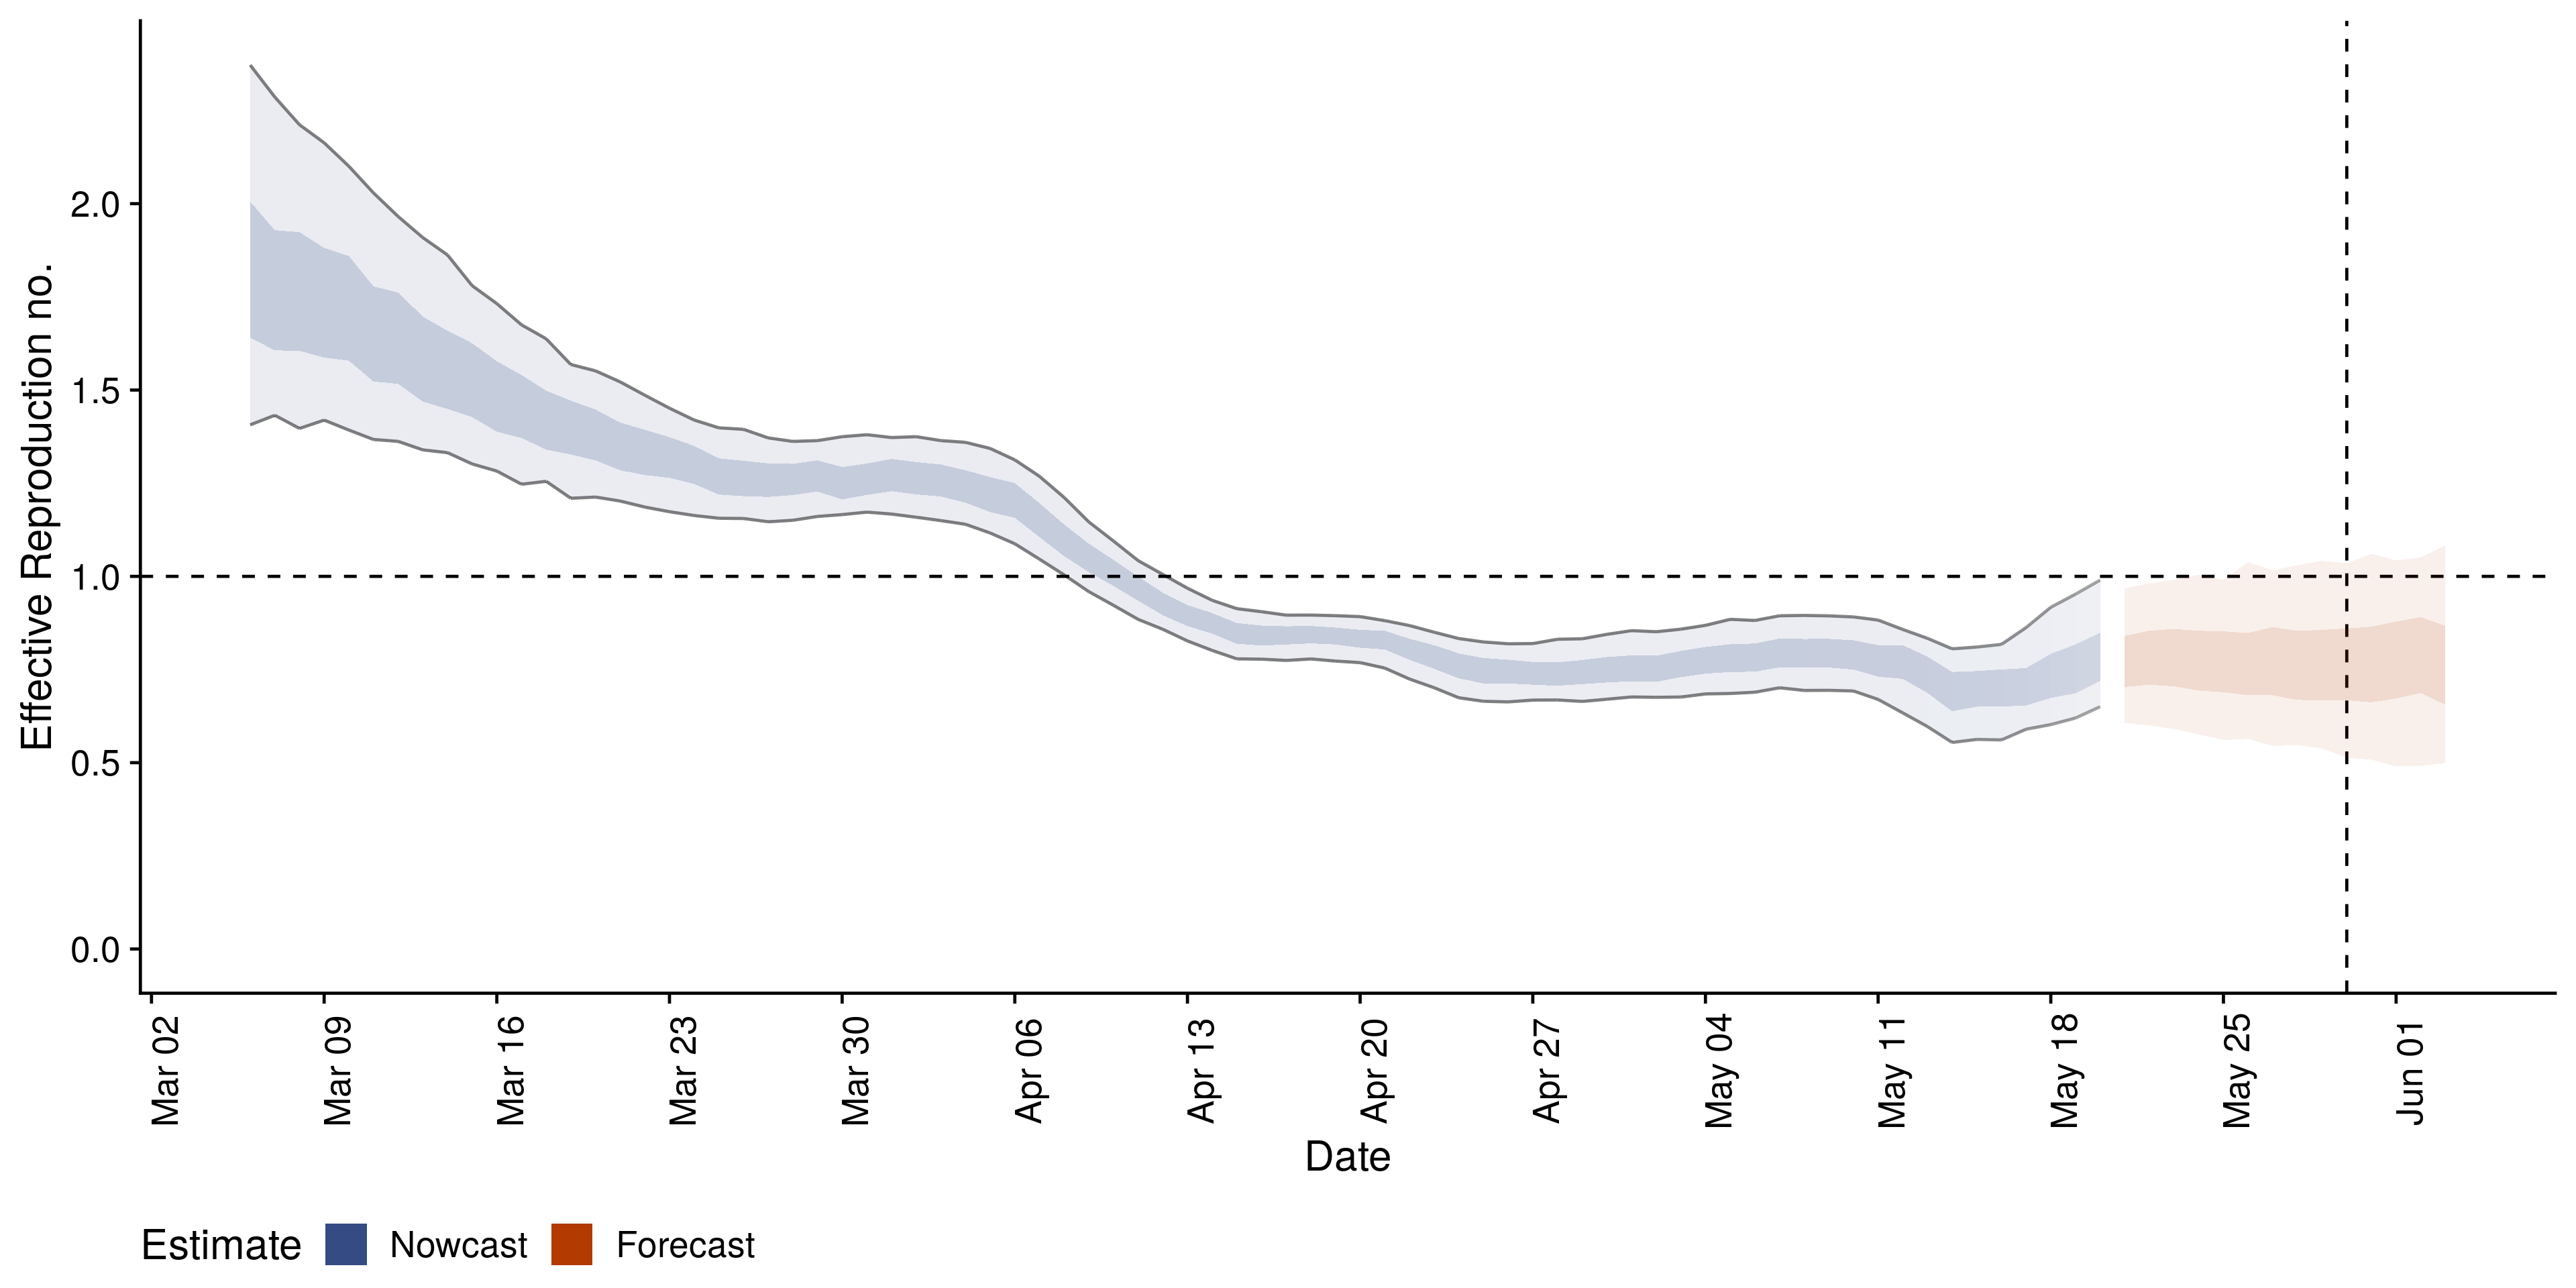 Effective Reproduction no.
2.0
1.5
1.0
0.5
0.0
Mar 02
Mar 09
Mar 16
Mar 23
Mar 30
Apr 06
Apr 13
Apr 20
Apr 27
May 04
May 11
May 18
May 25
Jun 01
Date
Estimate Nowcast Forecast